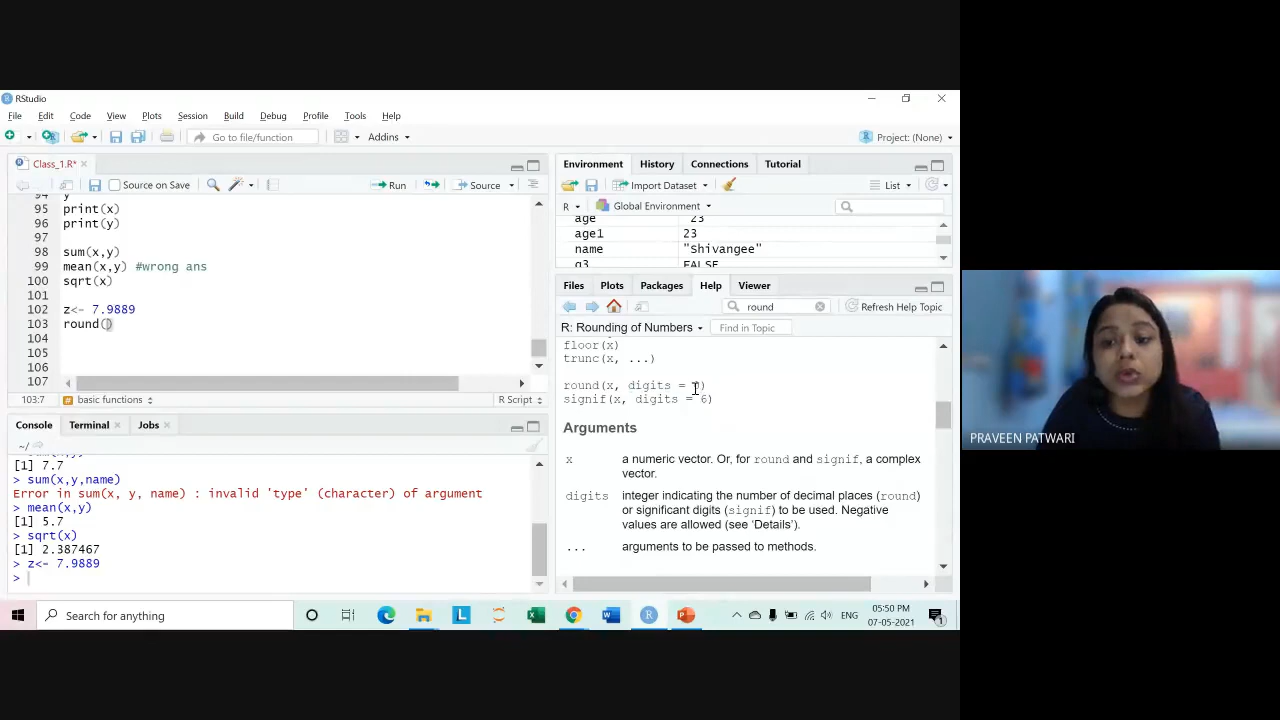 RStudio
File Edit Code View Plots Session Build Debug Profile Tools Help
Go to file/function Addins Project: (None)
Class_1.R*
Source on Save Run Source
94 y
95 print(x)
96 print(y)
97
98 sum(x,y)
99 mean(x,y) #wrong ans
100 sqrt(x)
101
102 z<- 7.9889
103 round()
104
105
106
107
103:7 basic functions R Script
Console Terminal Jobs
~/
[1] 7.7
> sum(x,y,name)
Error in sum(x, y, name) : invalid 'type' (character) of argument
> mean(x,y)
[1] 5.7
> sqrt(x)
[1] 2.387467
> z<- 7.9889
>
Environment History Connections Tutorial
Import Dataset List
R Global Environment
age 23
age1 23
name "Shivangee"
q3 FALSE
Files Plots Packages Help Viewer
round Refresh Help Topic
R: Rounding of Numbers Find in Topic
floor(x)
trunc(x, ...)
round(x, digits = 0)
signif(x, digits = 6)
Arguments
x a numeric vector. Or, for round and signif, a complex
vector.
digits integer indicating the number of decimal places (round)
or significant digits (signif) to be used. Negative
values are allowed (see ‘Details’).
... arguments to be passed to methods.
PRAVEEN PATWARI
Search for anything
ENG
05:50 PM
07-05-2021